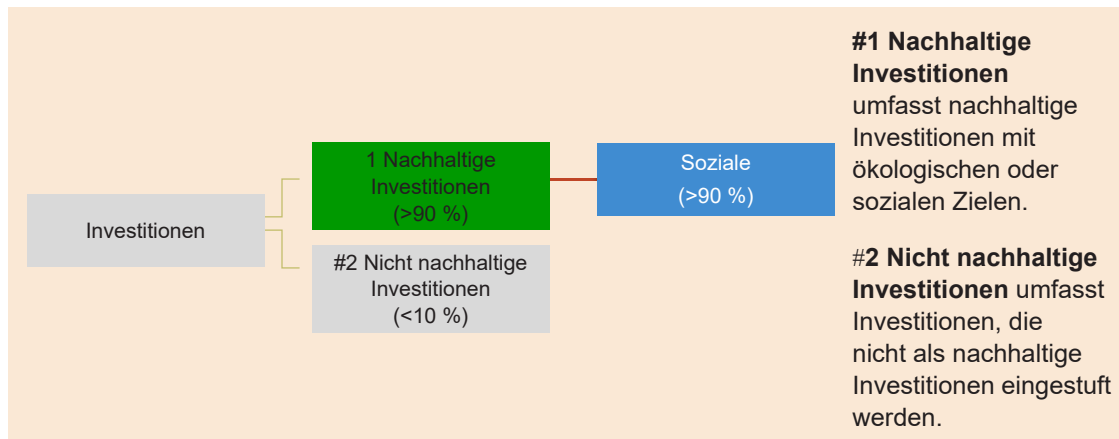 Investitionen
1 Nachhaltige
Investitionen
(>90 %)
#2 Nicht nachhaltige
Investitionen
(<10 %)
Soziale
(>90 %)
#1 Nachhaltige
Investitionen
umfasst nachhaltige
Investitionen mit
ökologischen oder
sozialen Zielen.
#2 Nicht nachhaltige
Investitionen umfasst
Investitionen, die
nicht als nachhaltige
Investitionen eingestuft
werden.